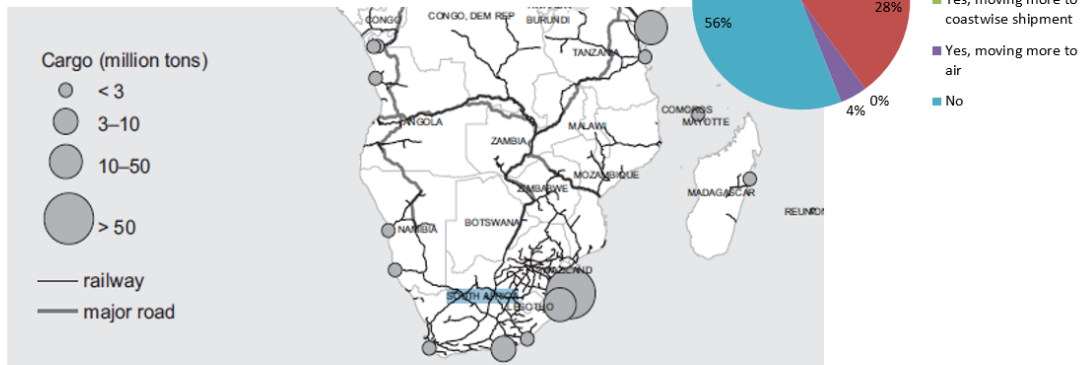 Cargo (million tons)
< 3
3–10
10–50
> 50
railway
major road
CONGO
CONGO, DEM REP
BURUNDI
TANZANIA
COMOROS
MAYOTTE
ANGOLA
MALAWI
ZAMBIA
MOZAMBIQUE
ZIMBABWE
MADAGASCAR
NAMIBIA
BOTSWANA
SWAZILAND
SOUTH AFRICA
LESOTHO
56%
28%
0%
4%
Yes, moving more to
coastwise shipment
Yes, moving more to
air
No